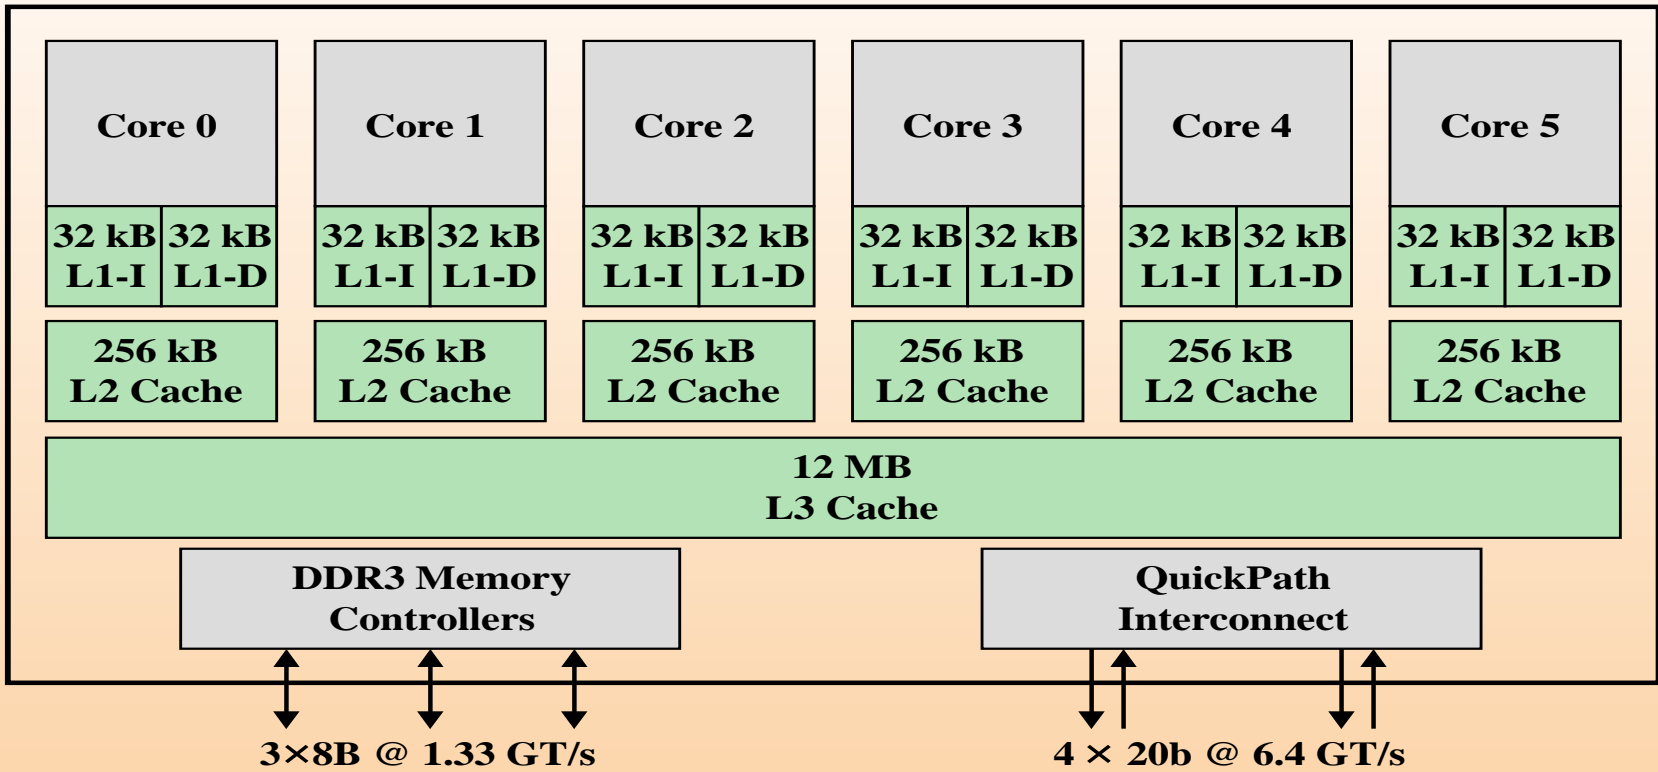 Core 0
Core 1
Core 2
Core 3
Core 4
Core 5
32 kB
L1-I
32 kB
L1-D
32 kB
L1-I
32 kB
L1-D
32 kB
L1-I
32 kB
L1-D
32 kB
L1-I
32 kB
L1-D
32 kB
L1-I
32 kB
L1-D
32 kB
L1-I
32 kB
L1-D
256 kB
L2 Cache
256 kB
L2 Cache
256 kB
L2 Cache
256 kB
L2 Cache
256 kB
L2 Cache
256 kB
L2 Cache
12 MB
L3 Cache
DDR3 Memory
Controllers
QuickPath
Interconnect
3×8B @ 1.33 GT/s
4 × 20b @ 6.4 GT/s